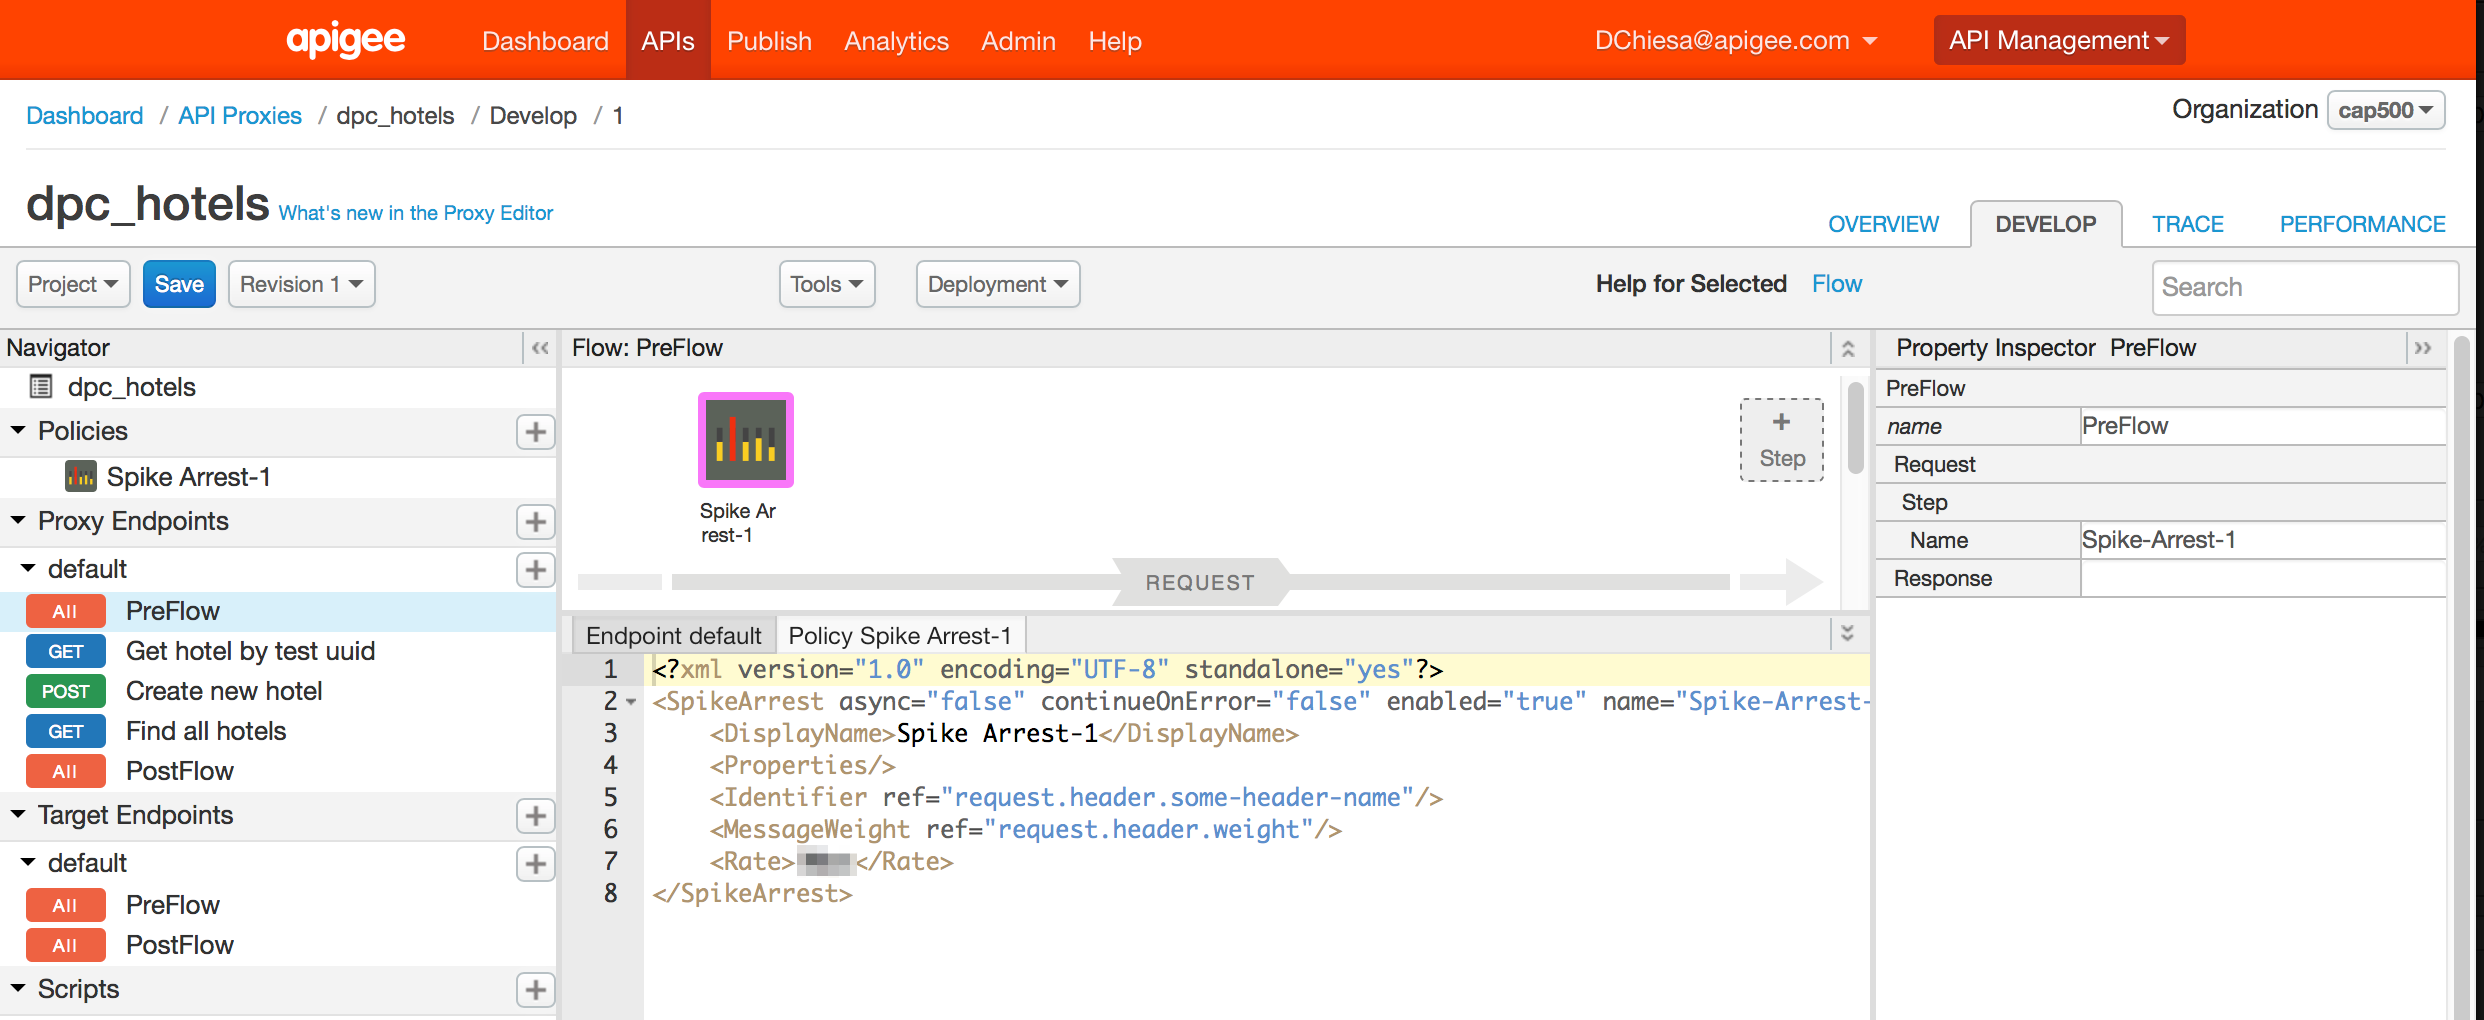 apigee Dashboard APIs Publish Analytics Admin Help DChiesa@apigee.com API Management
Dashboard / API Proxies / dpc_hotels / Develop / 1 Organization cap500
dpc_hotels What's new in the Proxy Editor OVERVIEW DEVELOP TRACE PERFORMANCE
Project Save Revision 1 Tools Deployment Help for Selected Flow Search
Navigator
dpc_hotels
Policies
Spike Arrest-1
Proxy Endpoints
default
All PreFlow
GET Get hotel by test uuid
POST Create new hotel
GET Find all hotels
All PostFlow
Target Endpoints
default
All PreFlow
All PostFlow
Scripts
Flow: PreFlow
Spike Ar
rest-1
+
Step
REQUEST
Endpoint default Policy Spike Arrest-1
1 <?xml version="1.0" encoding="UTF-8" standalone="yes"?>
2 <SpikeArrest async="false" continueOnError="false" enabled="true" name="Spike-Arrest-
3 <DisplayName>Spike Arrest-1</DisplayName>
4 <Properties/>
5 <Identifier ref="request.header.some-header-name"/>
6 <MessageWeight ref="request.header.weight"/>
7 <Rate></Rate>
8 </SpikeArrest>
Property Inspector PreFlow
PreFlow
name PreFlow
Request
Step
Name Spike-Arrest-1
Response